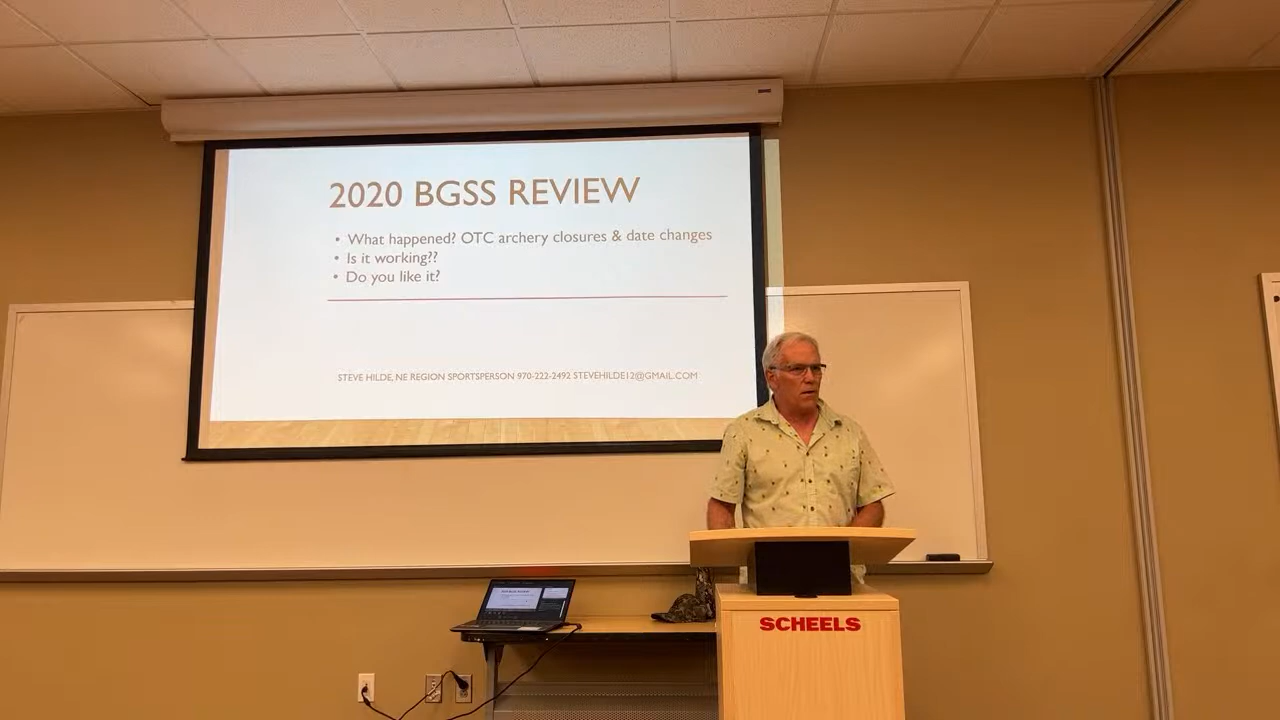 2020 BGSS REVIEW
• What happened? OTC archery closures & date changes
• Is it working??
• Do you like it?
STEVE HILDE, NE REGION SPORTSPERSON 970-222-2492 STEVEHILDE12@GMAIL.COM
SCHEELS